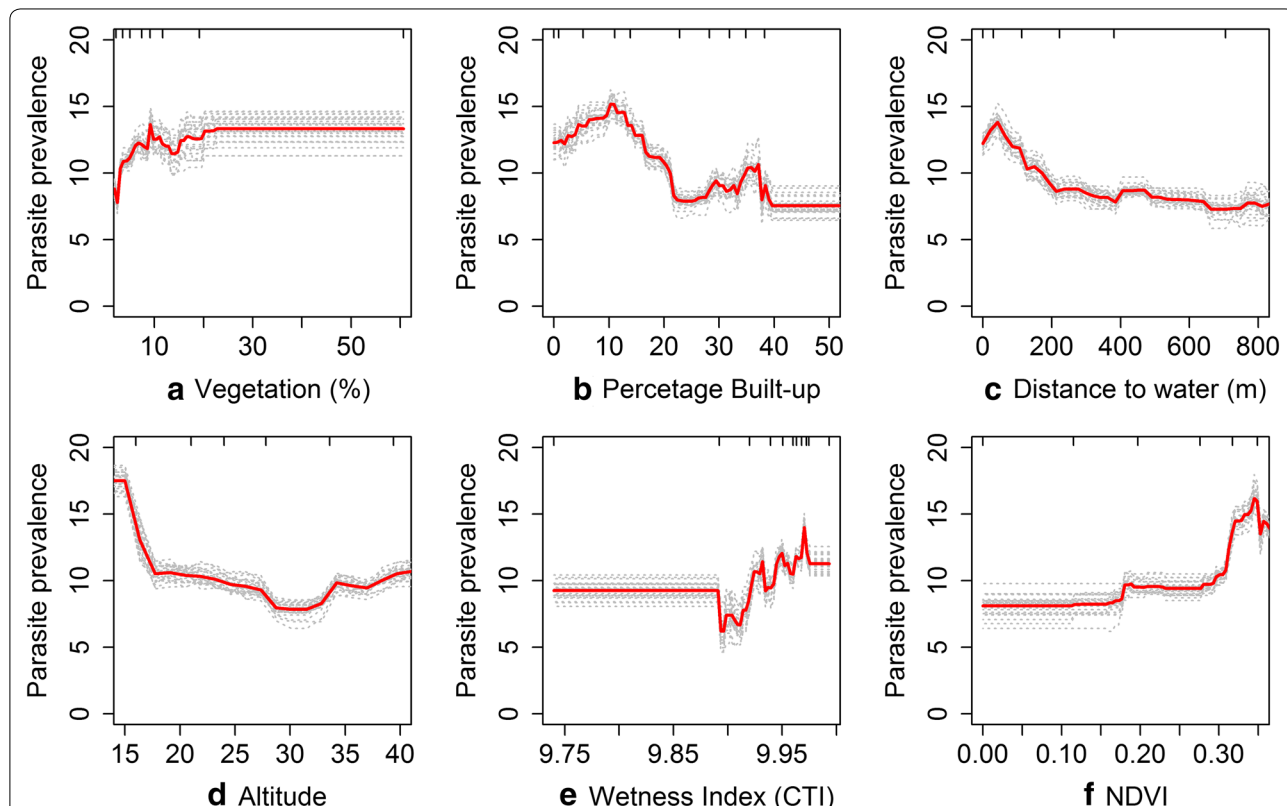 Parasite prevalence
0 5 10 15 20
10 30 50
a Vegetation (%)
Parasite prevalence
0 5 10 15 20
0 10 20 30 40 50
b Percetage Built-up
Parasite prevalence
0 5 10 15 20
0 200 400 600 800
c Distance to water (m)
Parasite prevalence
0 5 10 15 20
15 20 25 30 35 40
d Altitude
Parasite prevalence
0 5 10 15 20
9.75 9.85 9.95
e Wetness Index (CTI)
Parasite prevalence
0 5 10 15 20
0.00 0.10 0.20 0.30
f NDVI